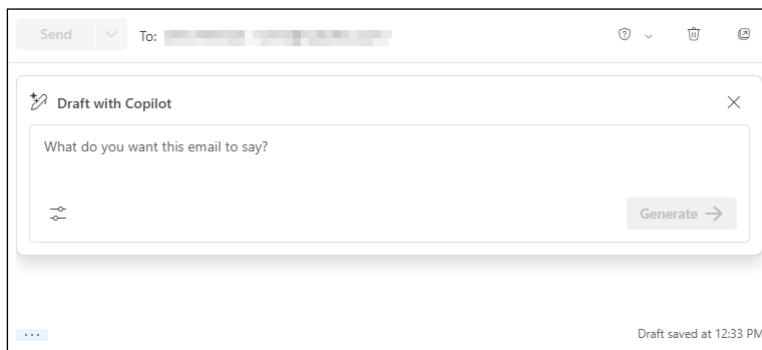 Send
To:
Draft with Copilot
What do you want this email to say?
Generate
...
Draft saved at 12:33 PM